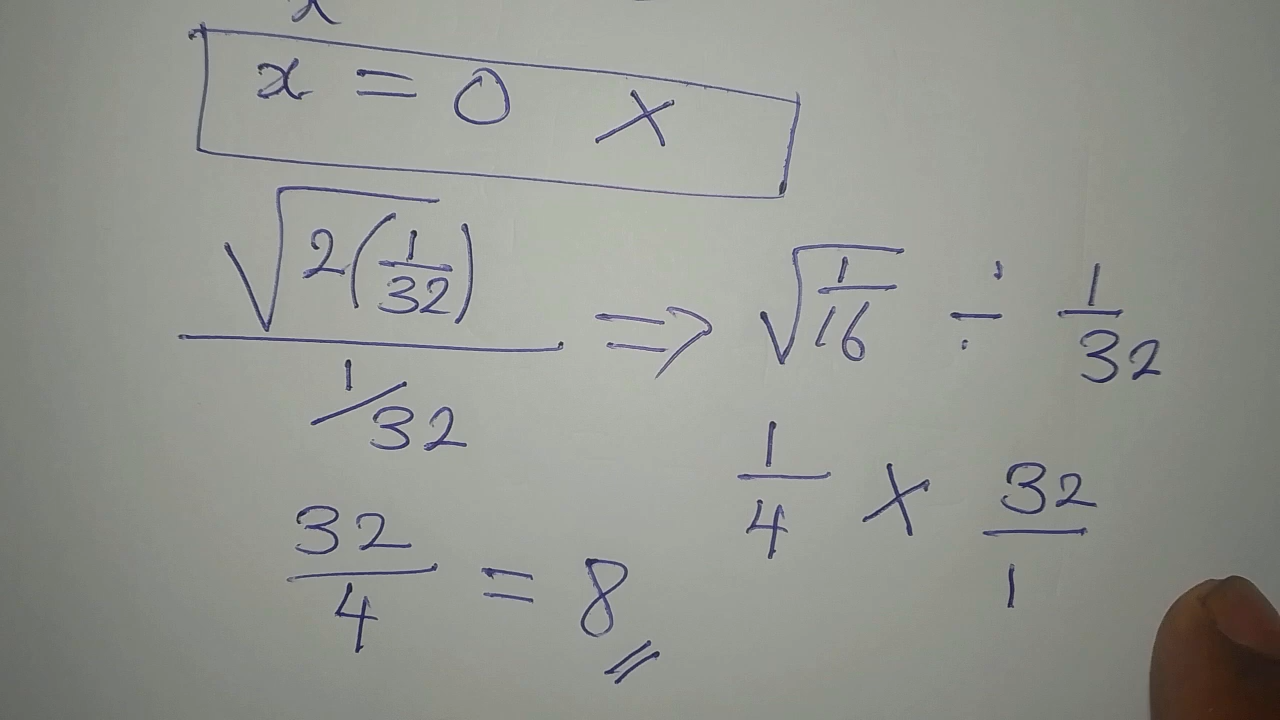 x
x = 0 ×
√2(1/32) / 1/32 ⇒ √1/16 ÷ 1/32
1/4 × 32/1
32/4 = 8